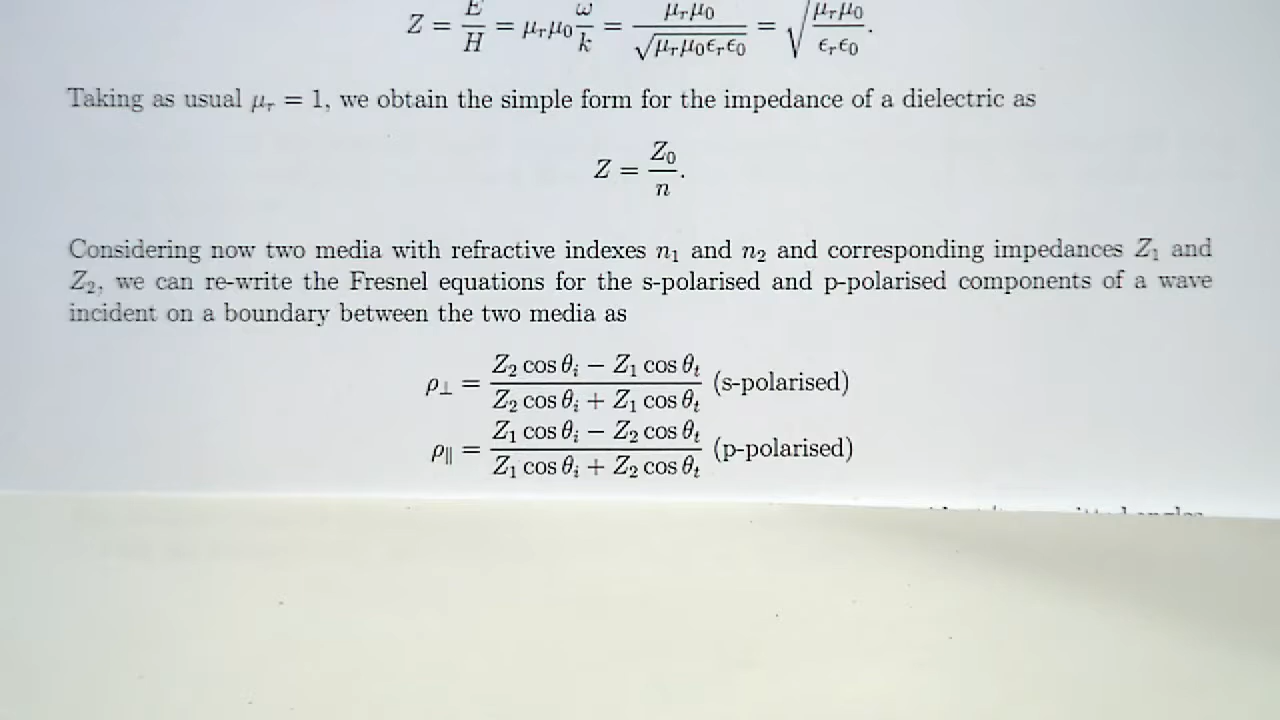 Z = E/H = μ_r μ_0 ω/k = μ_r μ_0 / √(μ_r μ_0 ϵ_r ϵ_0) = √(μ_r μ_0 / ϵ_r ϵ_0).
Taking as usual μ_r = 1, we obtain the simple form for the impedance of a dielectric as
Z = Z_0 / n.
Considering now two media with refractive indexes n_1 and n_2 and corresponding impedances Z_1 and
Z_2, we can re-write the Fresnel equations for the s-polarised and p-polarised components of a wave
incident on a boundary between the two media as
ρ_⊥ = (Z_2 cos θ_i − Z_1 cos θ_t) / (Z_2 cos θ_i + Z_1 cos θ_t) (s-polarised)
ρ_∥ = (Z_1 cos θ_i − Z_2 cos θ_t) / (Z_1 cos θ_i + Z_2 cos θ_t) (p-polarised)